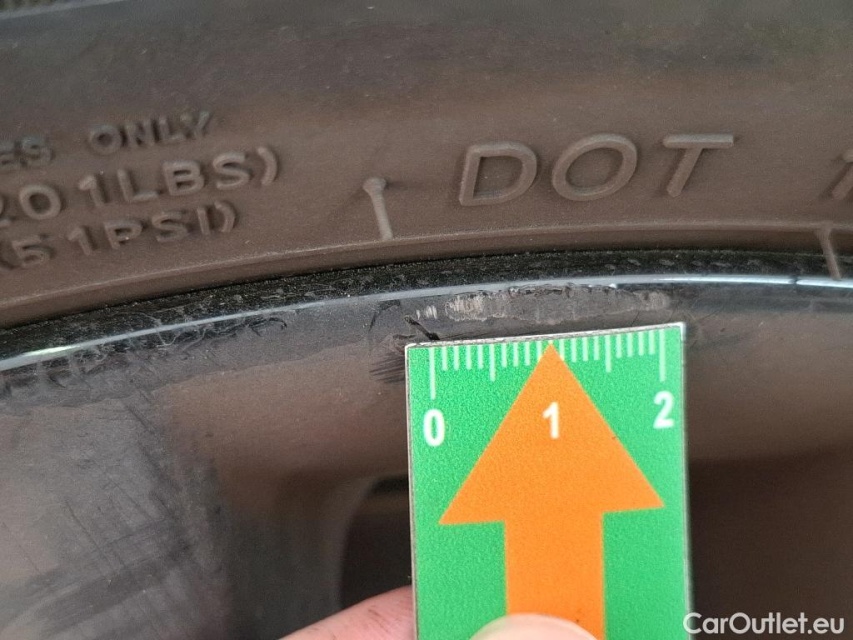 ES ONLY
201LBS)
(51PSI)
DOT
0 1 2
CarOutlet.eu